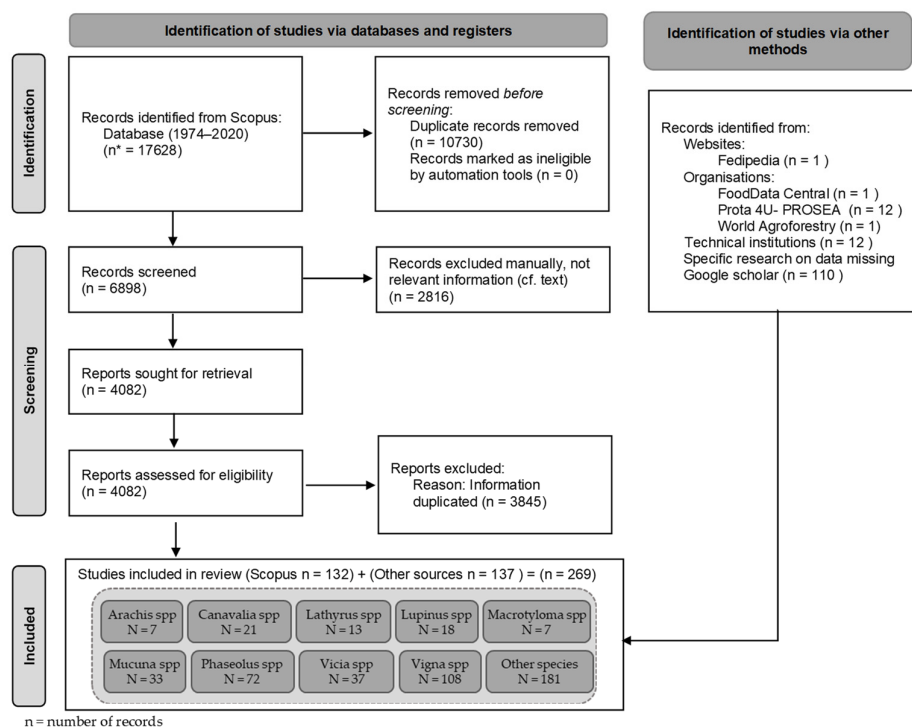 Identification of studies via databases and registers
Identification of studies via other
methods
Identification
Records identified from Scopus:
Database (1974–2020)
(n* = 17628)
Records removed before
screening:
Duplicate records removed
(n = 10730)
Records marked as ineligible
by automation tools (n = 0)
Records identified from:
Websites:
Fedipedia (n = 1 )
Organisations:
FoodData Central (n = 1 )
Prota 4U- PROSEA (n = 12 )
World Agroforestry (n = 1)
Technical institutions (n = 12 )
Specific research on data missing
Google scholar (n = 110 )
Screening
Records screened
(n = 6898)
Records excluded manually, not
relevant information (cf. text)
(n = 2816)
Reports sought for retrieval
(n = 4082)
Reports assessed for eligibility
(n = 4082)
Reports excluded:
Reason: Information
duplicated (n = 3845)
Included
Studies included in review (Scopus n = 132) + (Other sources n = 137 ) = (n = 269)
Arachis spp
N = 7
Canavalia spp
N = 21
Lathyrus spp
N = 13
Lupinus spp
N = 18
Macrotyloma spp
N = 7
Mucuna spp
N = 33
Phaseolus spp
N = 72
Vicia spp
N = 37
Vigna spp
N = 108
Other species
N = 181
n = number of records